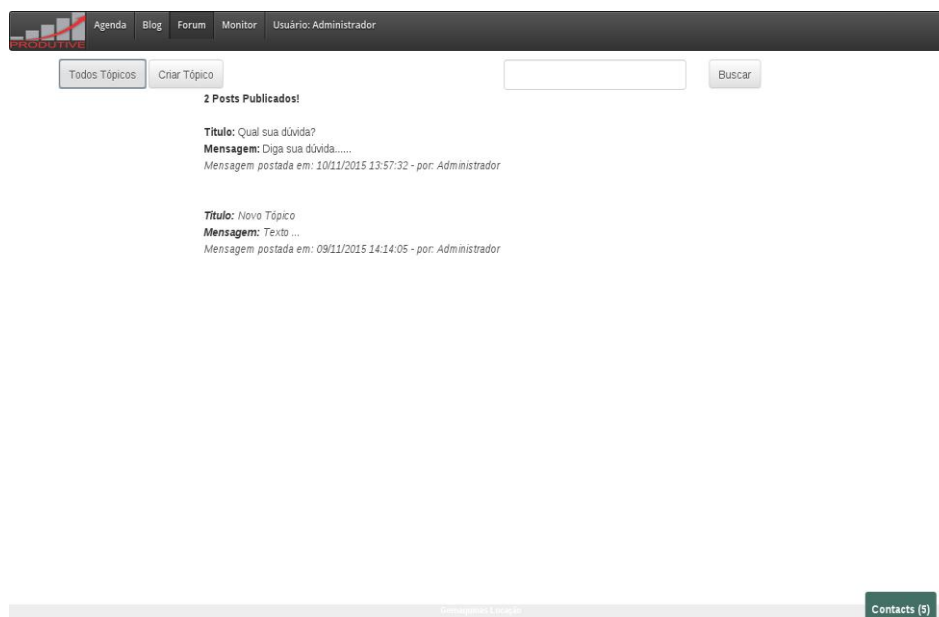 PRODUTIVE
Agenda Blog Forum Monitor Usuário: Administrador
Todos Tópicos Criar Tópico Buscar
2 Posts Publicados!
Titulo: Qual sua dúvida?
Mensagem: Diga sua dúvida......
Mensagem postada em: 10/11/2015 13:57:32 - por: Administrador
Titulo: Novo Tópico
Mensagem: Texto ...
Mensagem postada em: 09/11/2015 14:14:05 - por: Administrador
Contacts (5)